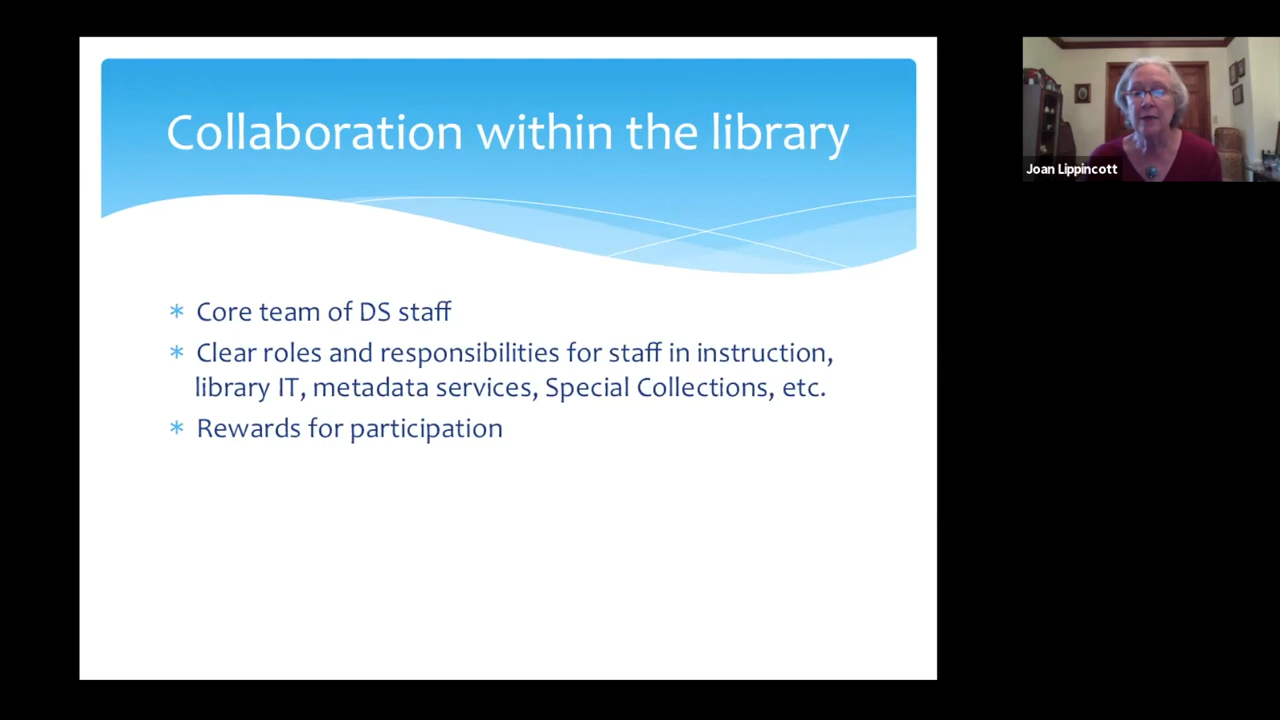 Collaboration within the library
Joan Lippincott
* Core team of DS staff
* Clear roles and responsibilities for staff in instruction,
library IT, metadata services, Special Collections, etc.
* Rewards for participation